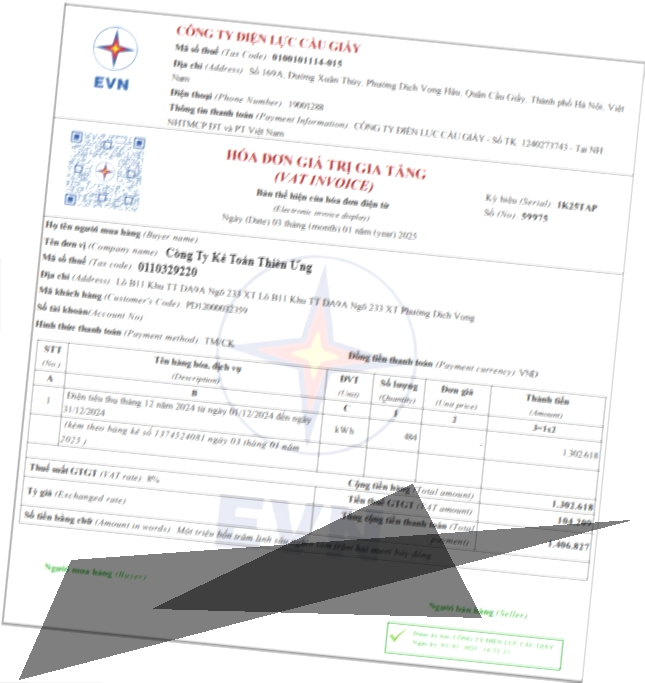 CÔNG TY ĐIỆN LỰC CẦU GIẤY
Mã số thuế (Tax Code) 0100101114-015
Địa chỉ (Address) Số 169A, Đường Xuân Thủy, Phường Dịch Vọng Hậu, Quận Cầu Giấy, Thành phố Hà Nội, Việt
Nam
Điện thoại (Phone Number) 19001288
Thông tin thanh toán (Payment Information) CÔNG TY ĐIỆN LỰC CẦU GIẤY - Số TK 1240273743 - Tại NH
NHTMCP ĐT và PT Việt Nam
EVN
HÓA ĐƠN GIÁ TRỊ GIA TĂNG
(VAT INVOICE)
Bản thể hiện của hóa đơn điện tử
(Electronic invoice display)
Ngày (Date) 03 tháng (month) 01 năm (year) 2025
Ký hiệu (Serial) 1K25TAP
Số (No) 59975
Họ tên người mua hàng (Buyer name)
Tên đơn vị (Company name) Công Ty Kế Toán Thiên Ưng
Mã số thuế (Tax code) 0110329220
Địa chỉ (Address) Lô B11 Khu TT DA9A Ngõ 233 XT Lô B11 Khu TT DA9A Ngõ 233 XT Phường Dịch Vọng
Mã khách hàng (Customer's Code) PD12000012359
Số tài khoản/Account No)
Hình thức thanh toán (Payment method) TM/CK
Đồng tiền thanh toán (Payment currency) VND
STT (No) Tên hàng hóa, dịch vụ (Description) ĐVT (Unit) Số lượng (Quantity) Đơn giá (Unit price) Thành tiền (Amount)
A B C 1 2 3=1x2
1 Điện tiêu thụ tháng 12 năm 2024 từ ngày 01/12/2024 đến ngày
31/12/2024 kWh 484 - 1.302.618
(kèm theo bảng kê số 1374524081 ngày 03 tháng 01 năm
2025 )
Cộng tiền hàng (Total amount) 1.302.618
Thuế suất GTGT (VAT rate) 8% Tiền thuế GTGT (VAT amount) 104.209
Tỷ giá (Exchanged rate) Tổng cộng tiền thanh toán (Total
payment) 1.406.827
Số tiền bằng chữ (Amount in words) Một triệu bốn trăm linh sáu nghìn tám trăm hai mươi bảy đồng
EVN
Người mua hàng (Buyer)
Người bán hàng (Seller)
CÔNG TY ĐIỆN LỰC CẦU GIẤY